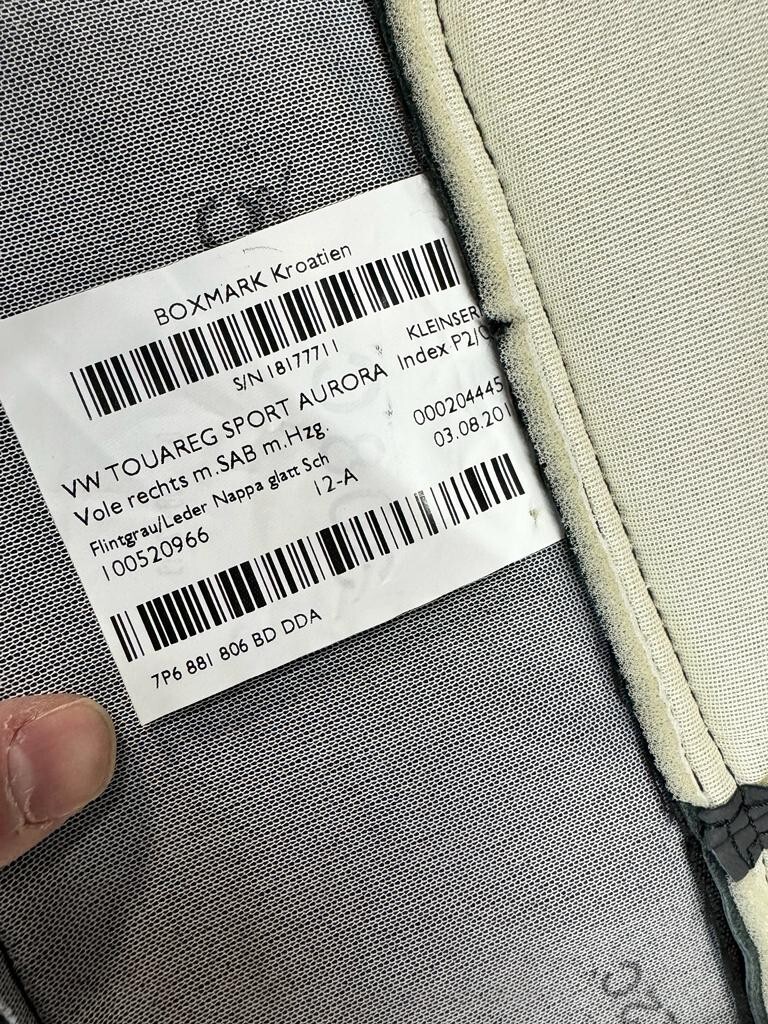 BOXMARK Kroatien
S/N 18177711
KLEINSER
VW TOUAREG SPORT AURORA Index P2/0
Vole rechts m.SAB m.Hzg.
000204445
Flintgrau/Leder Nappa glatt Sch
03.08.201
100520966
12-A
7P6 881 806 BD DDA